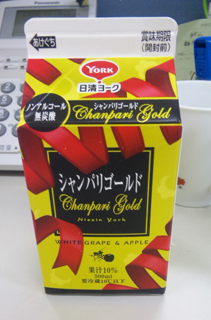 あけぐち
賞味期限
(開封前)
YORK
日清ヨーク
ノンアルコール
無炭酸
シャンパリゴールド
Chanpari Gold
シャンパリゴールド
Chanpari Gold
Nissin York
WHITE GRAPE & APPLE
果汁10%
500ml
要冷蔵10℃以下